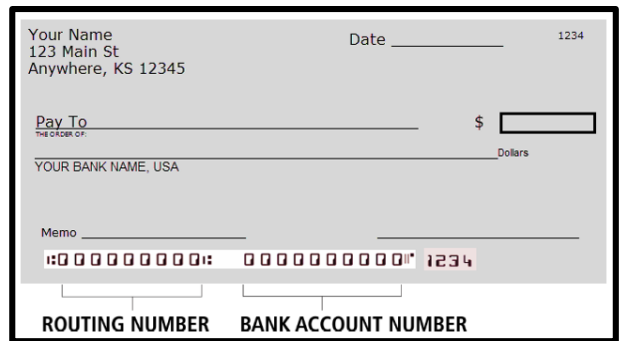 Your Name
Date 1234
123 Main St
Anywhere, KS 12345
Pay To $
THE ORDER OF:
Dollars
YOUR BANK NAME, USA
Memo
⑆000000000⑆ 0000000000⑈ 1234
ROUTING NUMBER BANK ACCOUNT NUMBER